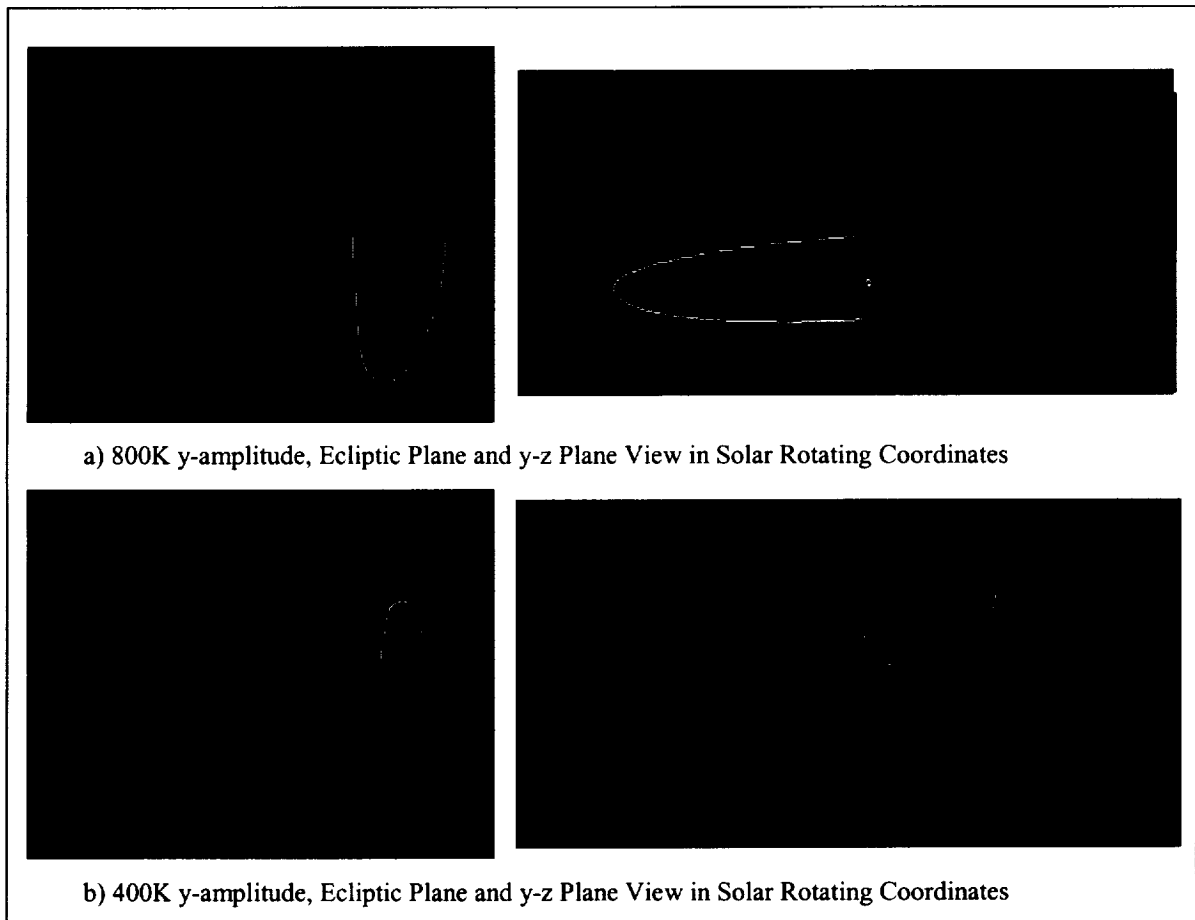 a) 800K y-amplitude, Ecliptic Plane and y-z Plane View in Solar Rotating Coordinates
b) 400K y-amplitude, Ecliptic Plane and y-z Plane View in Solar Rotating Coordinates